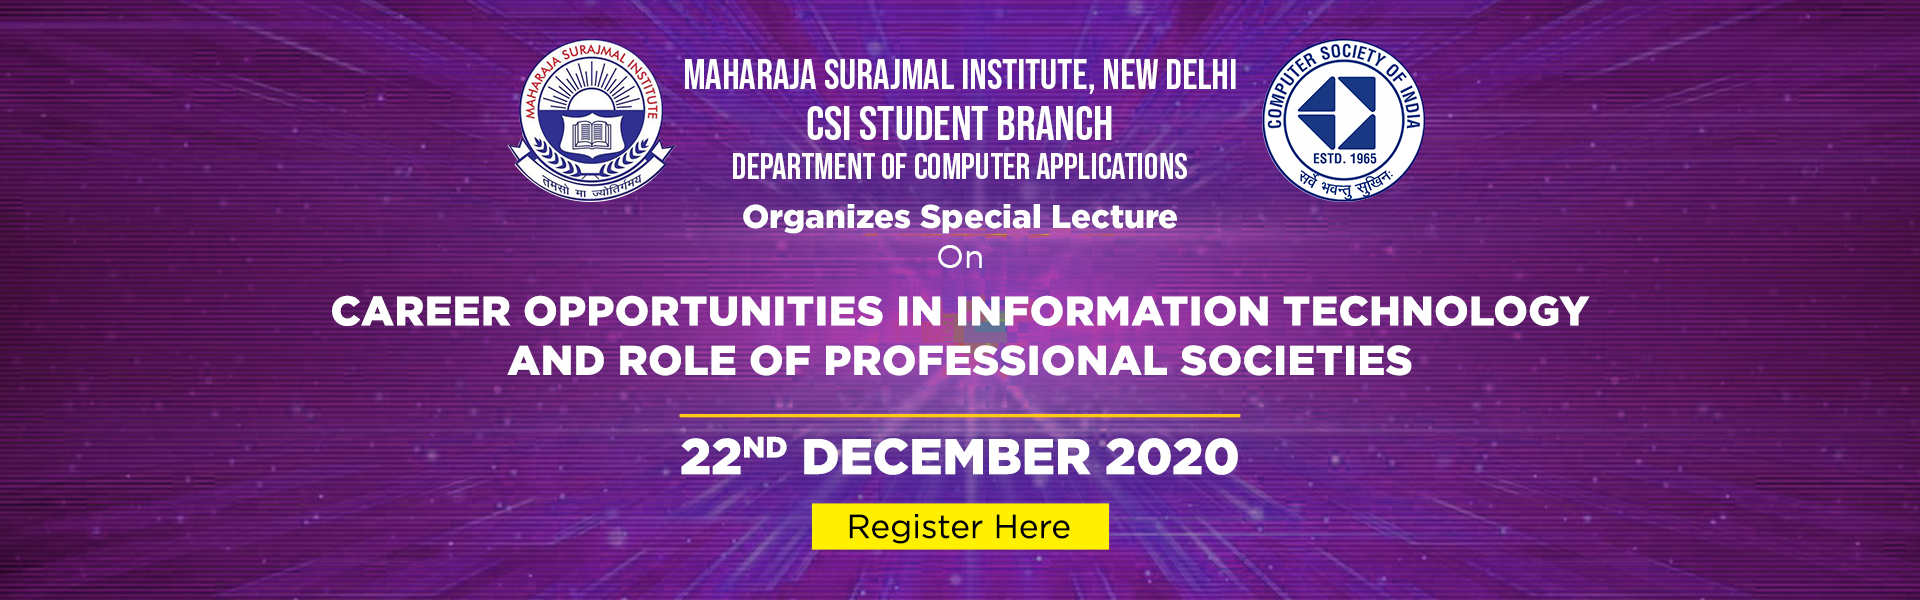 MAHARAJA SURAJMAL INSTITUTE
तमसो मा ज्योतिर्गमय
MAHARAJA SURAJMAL INSTITUTE, NEW DELHI
CSI STUDENT BRANCH
DEPARTMENT OF COMPUTER APPLICATIONS
COMPUTER SOCIETY OF INDIA
ESTD. 1965
सर्वे भवन्तु सुखिनः
Organizes Special Lecture
On
CAREER OPPORTUNITIES IN INFORMATION TECHNOLOGY
AND ROLE OF PROFESSIONAL SOCIETIES
22ND DECEMBER 2020
Register Here